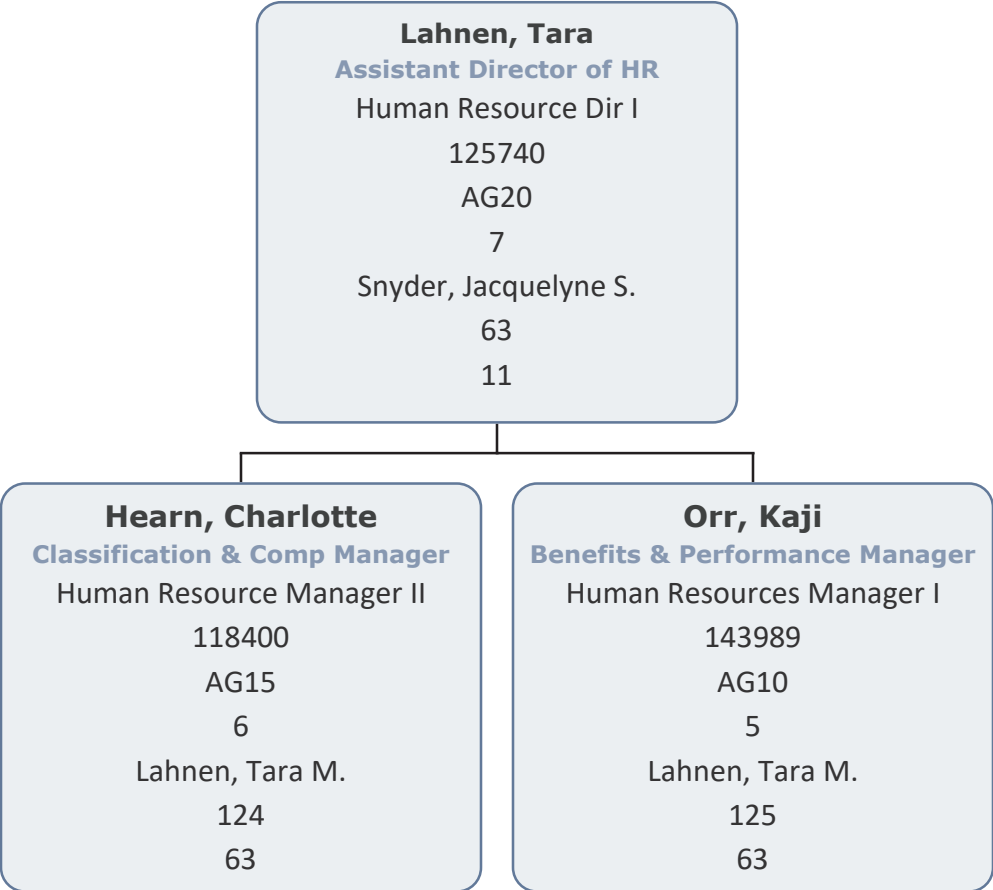 Lahnen, Tara
Assistant Director of HR
Human Resource Dir I
125740
AG20
7
Snyder, Jacquelyne S.
63
11
Hearn, Charlotte
Classification & Comp Manager
Human Resource Manager II
118400
AG15
6
Lahnen, Tara M.
124
63
Orr, Kaji
Benefits & Performance Manager
Human Resources Manager I
143989
AG10
5
Lahnen, Tara M.
125
63